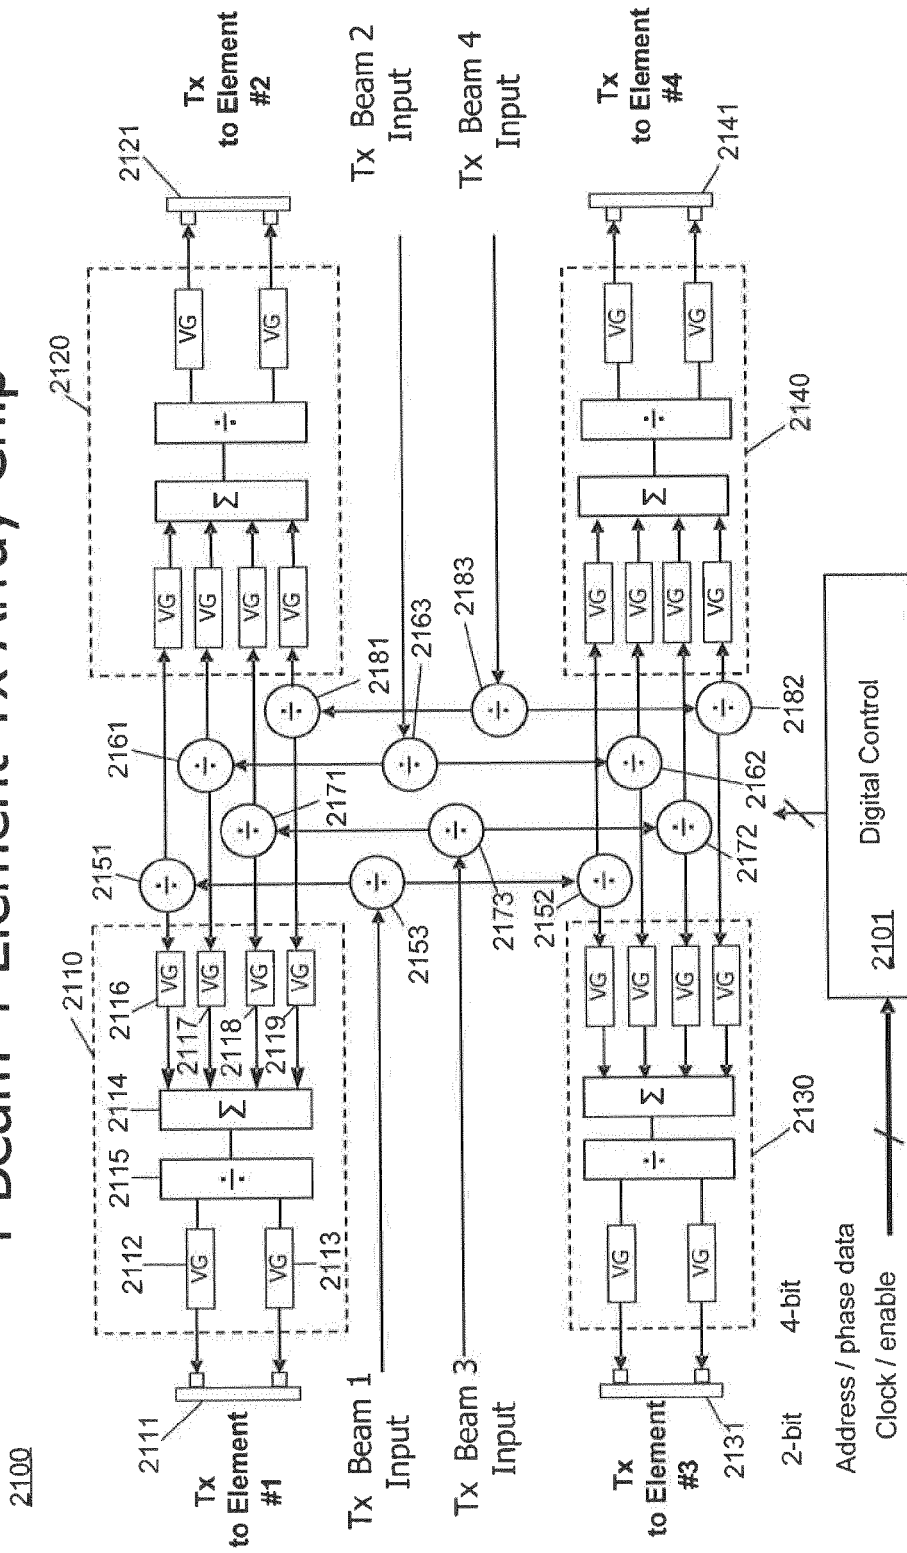 2100
Beam Element Tx Array Chip
2110
2120
2111
2112
2115
2114
2116
2151
2161
2121
VG
VG
VG
VG
VG
VG
VG
VG
VG
VG
VG
VG
Σ
Σ
÷
÷
÷
÷
÷
÷
2117
2118
2119
2113
2171
2181
Tx
to Element
#1
Tx
to Element
#2
Tx Beam 1
Input
Tx Beam 2
Input
÷
÷
÷
÷
2153
2163
2173
2183
Tx Beam 3
Input
Tx Beam 4
Input
2152
÷
÷
÷
÷
VG
VG
VG
VG
VG
VG
VG
VG
VG
VG
VG
VG
Σ
Σ
÷
÷
Tx
to Element
#3
Tx
to Element
#4
2131
2130
2172
2162
2182
2140
2141
2-bit
4-bit
Address / phase data
Clock / enable
2101
Digital Control